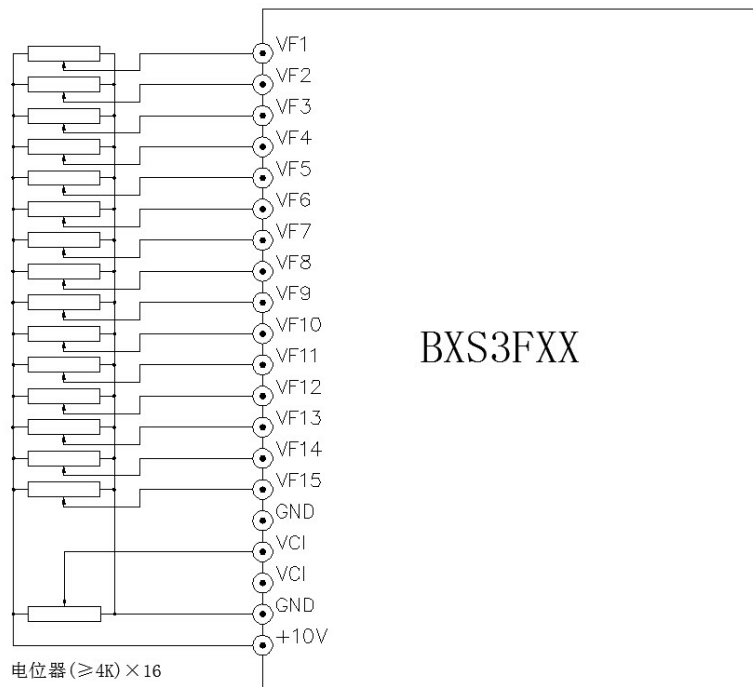 VF1
VF2
VF3
VF4
VF5
VF6
VF7
VF8
VF9
VF10
VF11
BXS3FXX
VF12
VF13
VF14
VF15
GND
VCI
VCI
GND
+10V
电位器(≥4K)×16